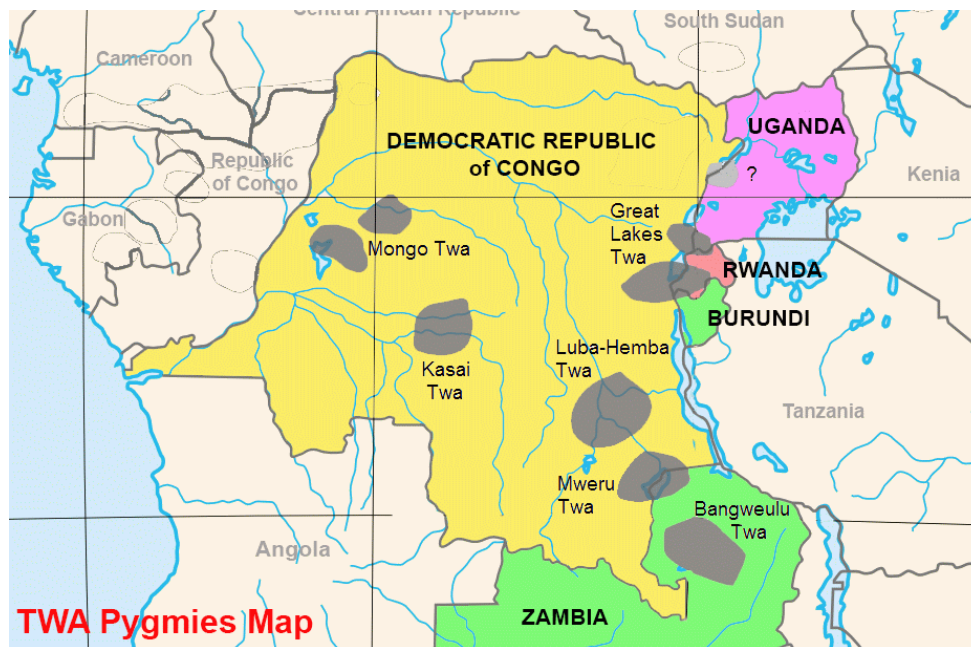 Central African Republic
South Sudan
Cameroon
DEMOCRATIC REPUBLIC
of CONGO
UGANDA
Republic
of Congo
?
Kenia
Gabon
Great
Lakes
Twa
Mongo Twa
RWANDA
BURUNDI
Luba-Hemba
Twa
Kasai
Twa
Tanzania
Mweru
Twa
Bangweulu
Twa
Angola
ZAMBIA
TWA Pygmies Map